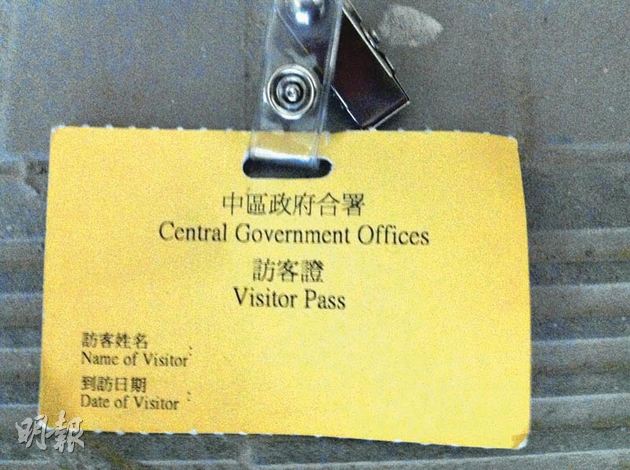 中區政府合署
Central Government Offices
訪客證
Visitor Pass
訪客姓名
Name of Visitor:
到訪日期
Date of Visitor :
明報